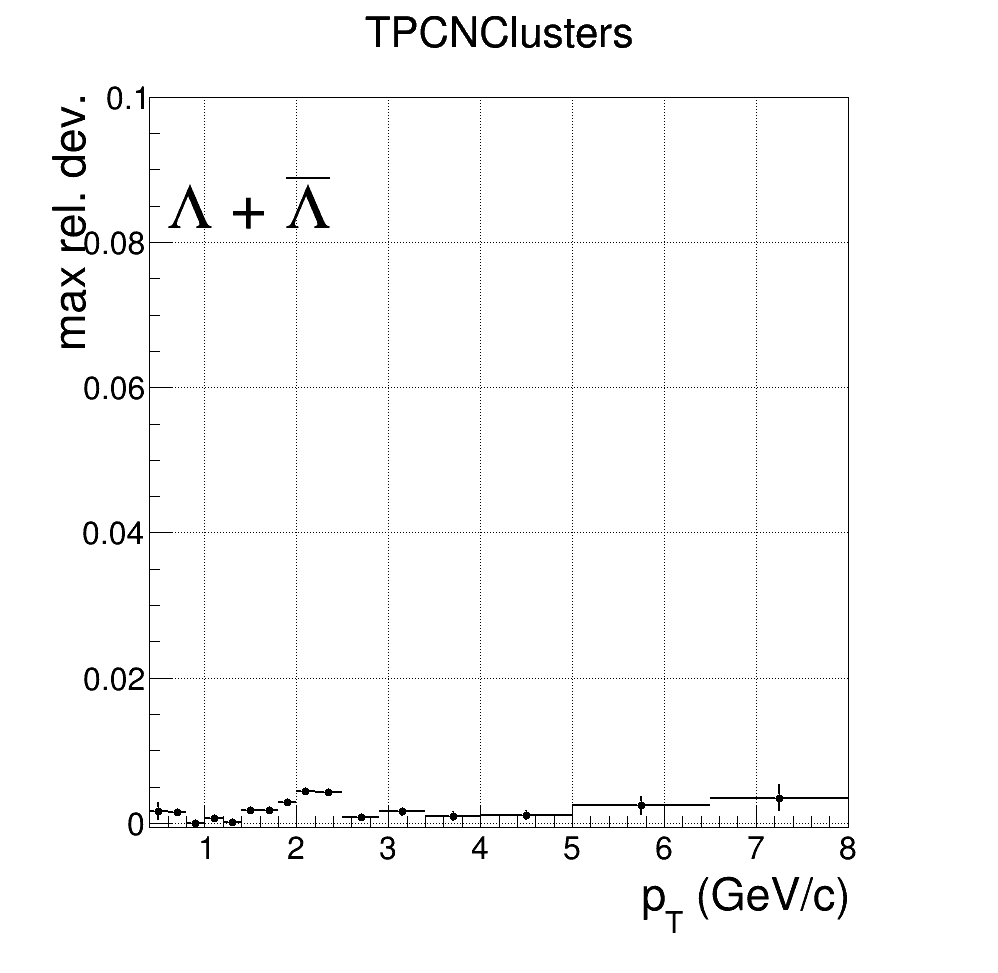 TPCNClusters
max rel. dev.
0.1
0.08
0.06
0.04
0.02
0
Λ + Λ̅
1 2 3 4 5 6 7 8
p_T (GeV/c)